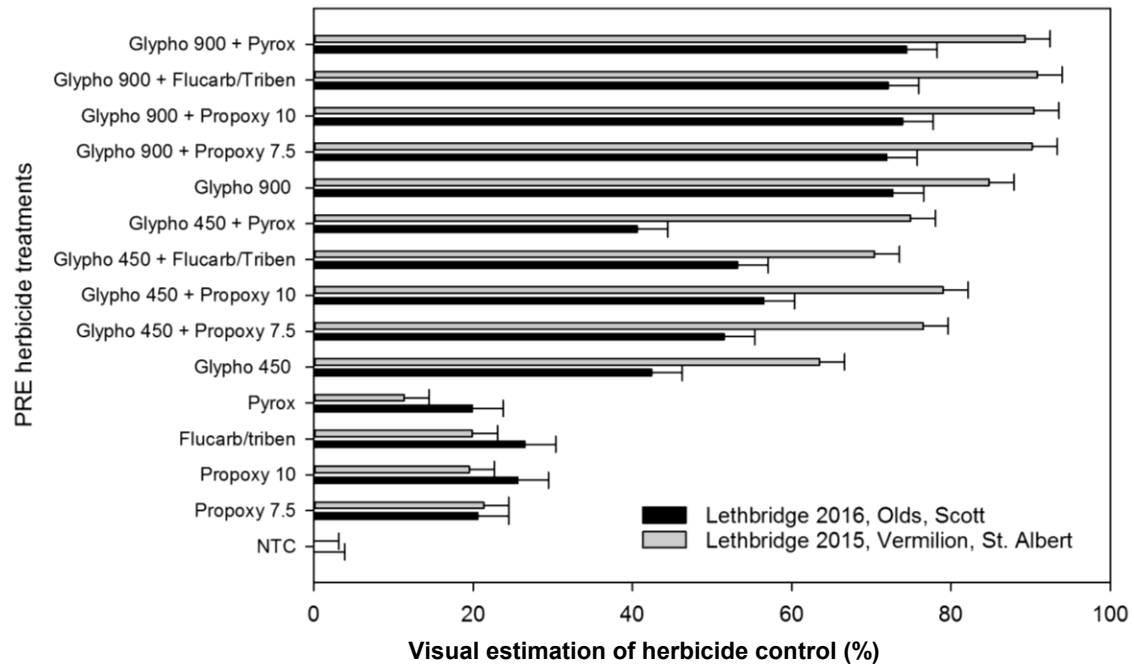 PRE herbicide treatments
Glypho 900 + Pyrox
Glypho 900 + Flucarb/Triben
Glypho 900 + Propoxy 10
Glypho 900 + Propoxy 7.5
Glypho 900
Glypho 450 + Pyrox
Glypho 450 + Flucarb/Triben
Glypho 450 + Propoxy 10
Glypho 450 + Propoxy 7.5
Glypho 450
Pyrox
Flucarb/triben
Propoxy 10
Propoxy 7.5
NTC
Lethbridge 2016, Olds, Scott
Lethbridge 2015, Vermilion, St. Albert
0 20 40 60 80 100
Visual estimation of herbicide control (%)